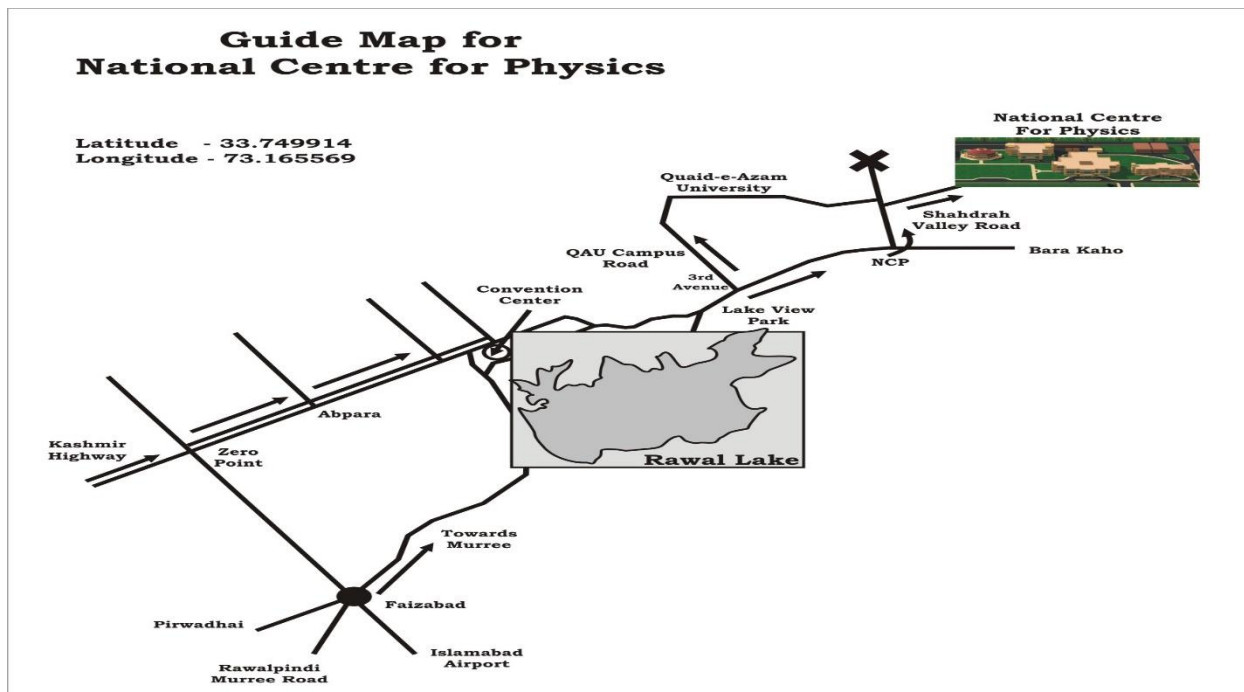 Guide Map for
National Centre for Physics
Latitude - 33.749914
Longitude - 73.165569
National Centre
For Physics
Quaid-e-Azam
University
Shahdrah
Valley Road
QAU Campus
Road
NCP
Bara Kaho
3rd
Avenue
Convention
Center
Lake View
Park
Abpara
Kashmir
Highway
Zero
Point
Rawal Lake
Towards
Murree
Faizabad
Pirwadhai
Rawalpindi
Murree Road
Islamabad
Airport